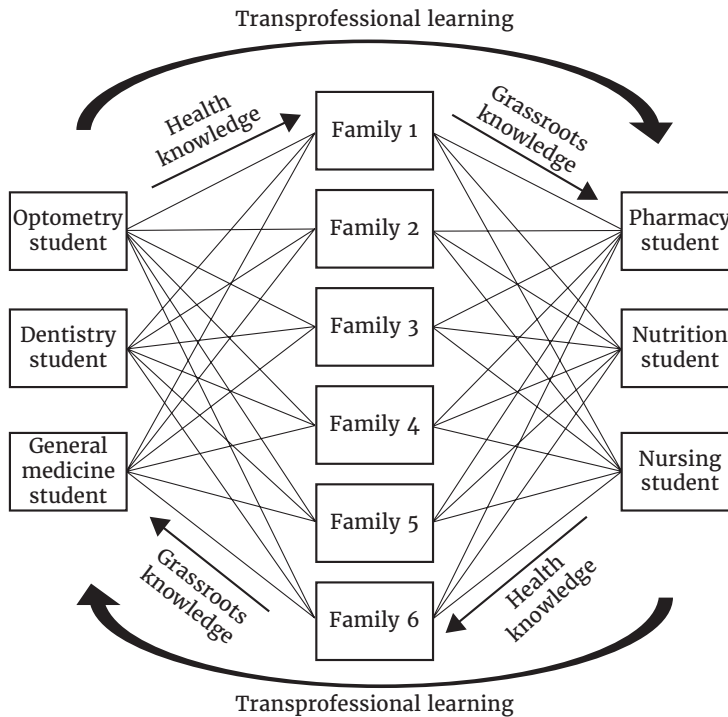 Transprofessional learning
Health
knowledge
Grassroots
knowledge
Family 1
Family 2
Family 3
Family 4
Family 5
Family 6
Optometry
student
Dentistry
student
General
medicine
student
Pharmacy
student
Nutrition
student
Nursing
student
Grassroots
knowledge
Health
knowledge
Transprofessional learning